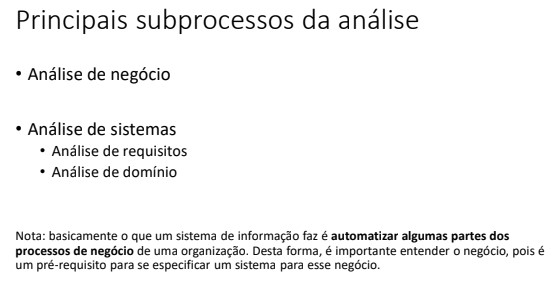 Principais subprocessos da análise
• Análise de negócio
• Análise de sistemas
• Análise de requisitos
• Análise de domínio
Nota: basicamente o que um sistema de informação faz é automatizar algumas partes dos
processos de negócio de uma organização. Desta forma, é importante entender o negócio, pois é
um pré-requisito para se especificar um sistema para esse negócio.